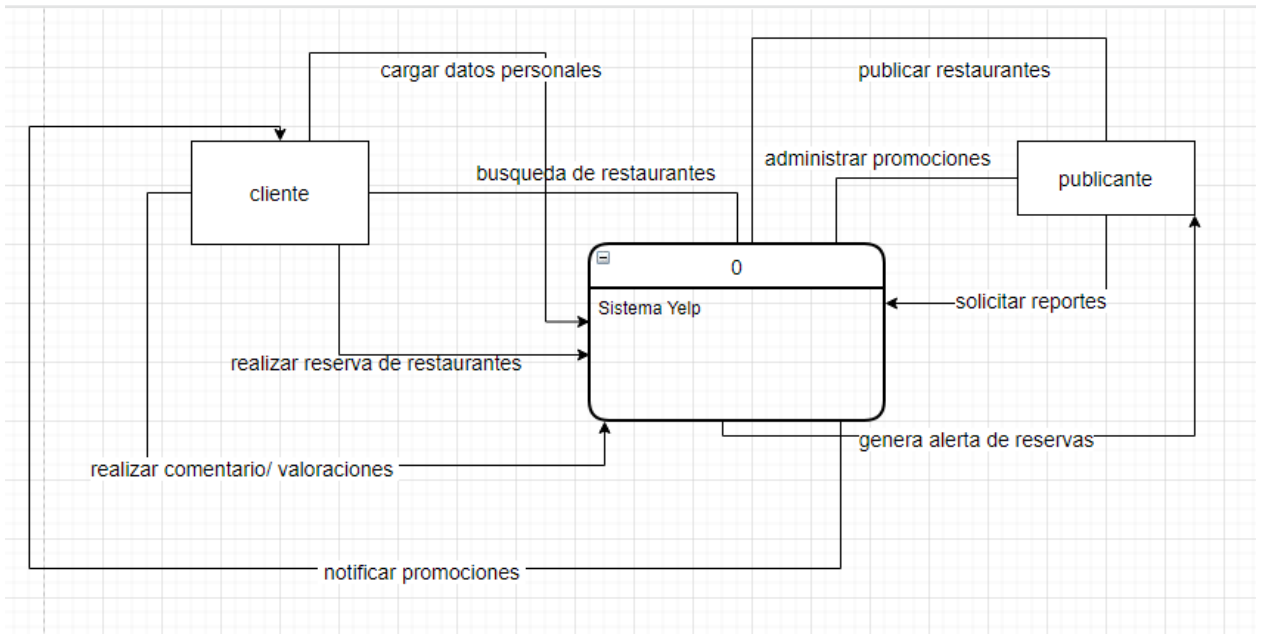 cargar datos personales
publicar restaurantes
administrar promociones
busqueda de restaurantes
cliente
publicante
0
Sistema Yelp
solicitar reportes
realizar reserva de restaurantes
genera alerta de reservas
realizar comentario/ valoraciones
notificar promociones